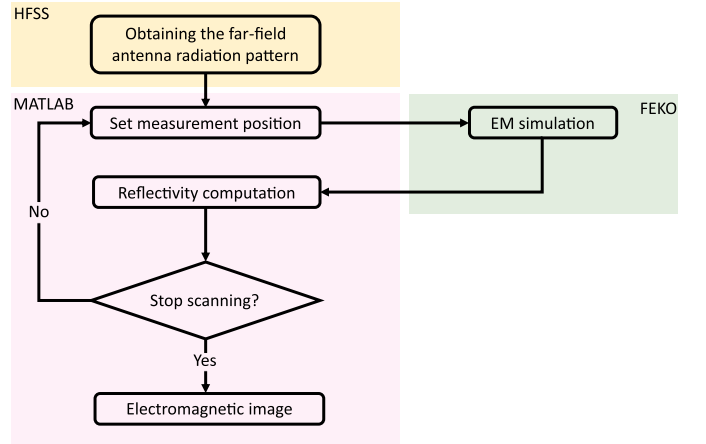 HFSS
Obtaining the far-field
antenna radiation pattern
MATLAB
FEKO
Set measurement position
EM simulation
Reflectivity computation
No
Stop scanning?
Yes
Electromagnetic image